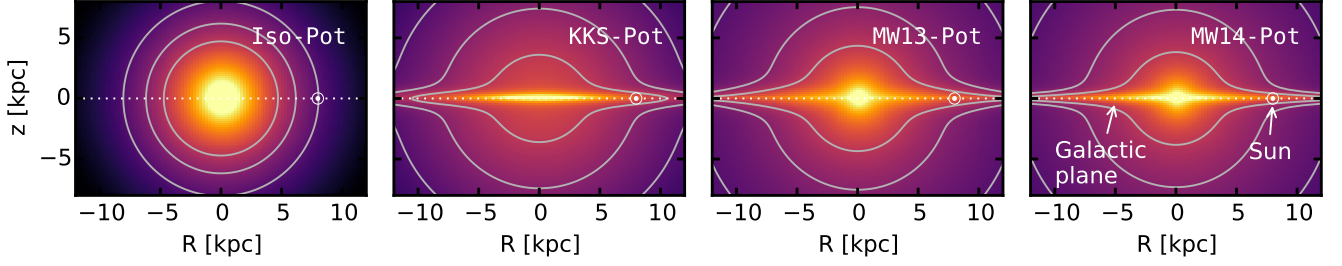 Iso-Pot
KKS-Pot
MW13-Pot
MW14-Pot
5
0
−5
z [kpc]
Galactic
plane
Sun
−10 −5 0 5 10
−10 −5 0 5 10
−10 −5 0 5 10
−10 −5 0 5 10
R [kpc]
R [kpc]
R [kpc]
R [kpc]